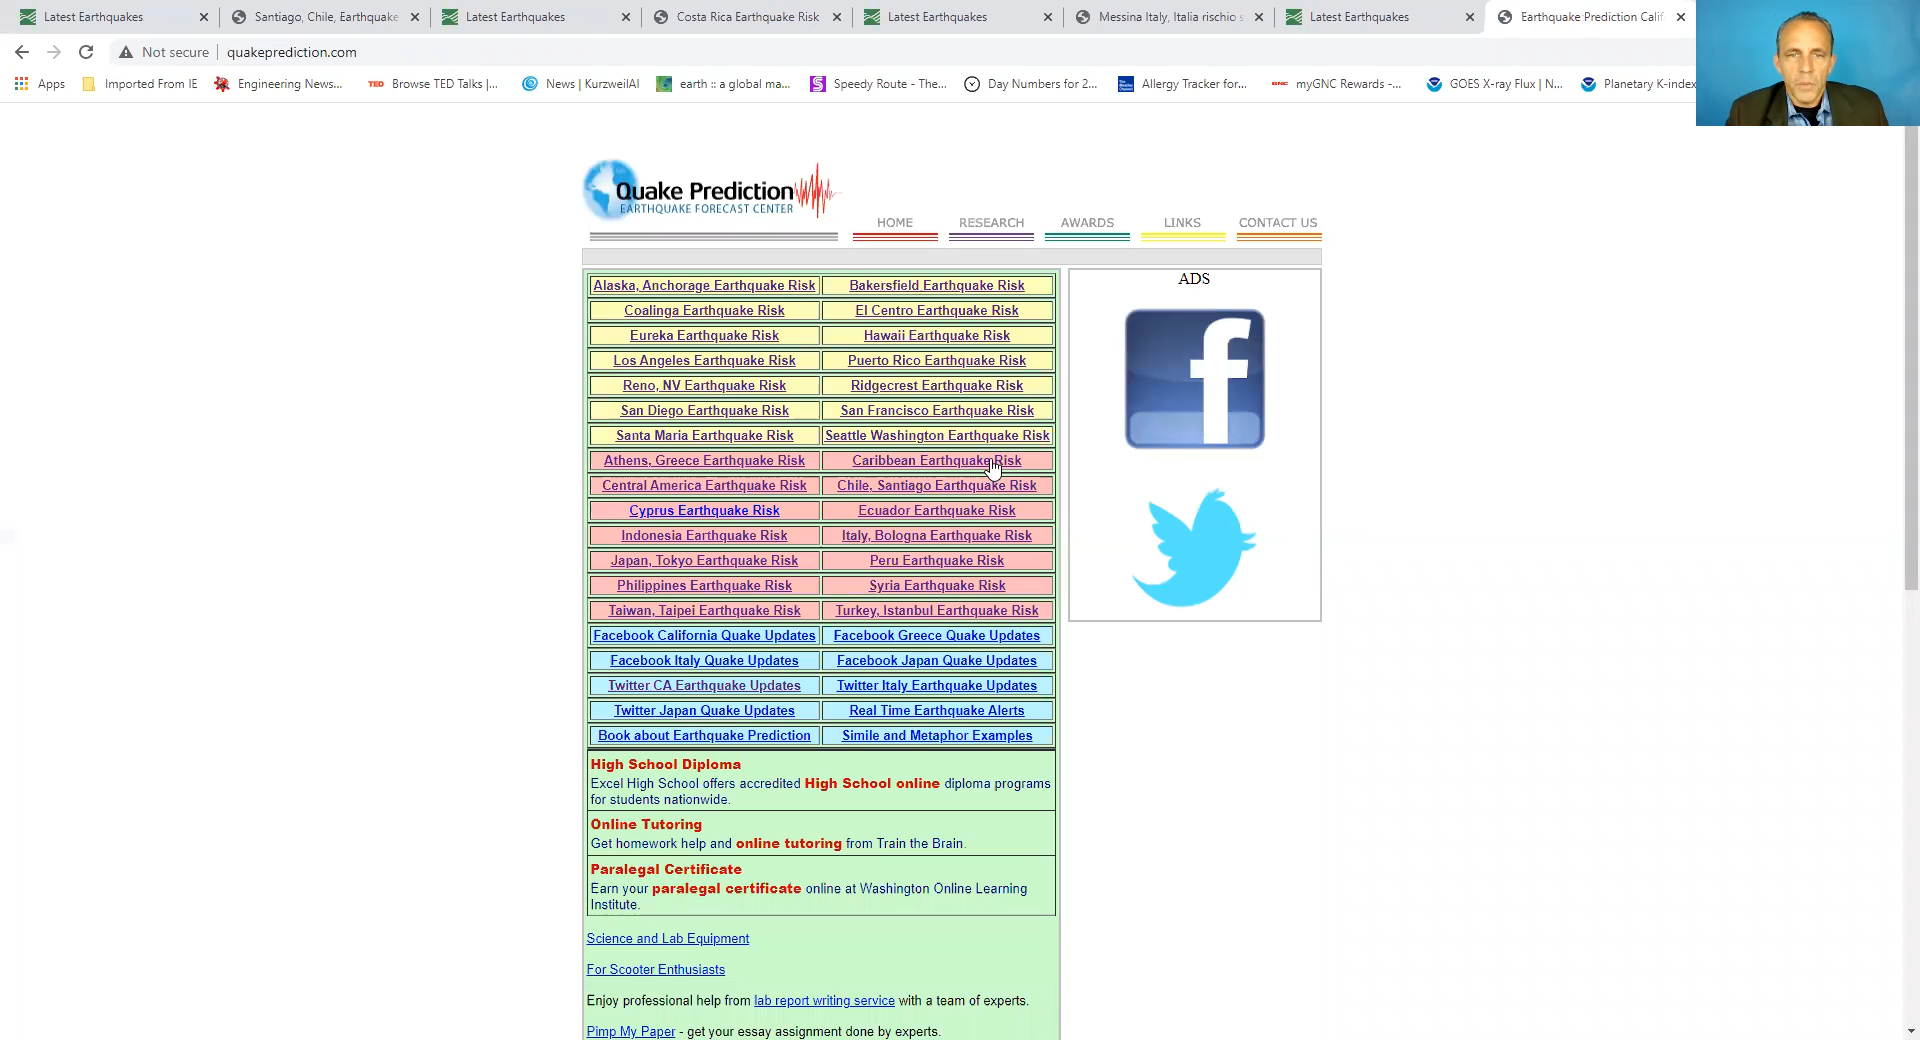 Latest Earthquakes
Santiago, Chile, Earthquake
Latest Earthquakes
Costa Rica Earthquake Risk
Latest Earthquakes
Messina Italy, Italia rischio s
Latest Earthquakes
Earthquake Prediction Calif
Not secure
quakeprediction.com
Apps
Imported From IE
Engineering News...
TED
Browse TED Talks |...
News | KurzweilAI
earth :: a global ma...
Speedy Route - The...
Day Numbers for 2...
Allergy Tracker for...
GNC
myGNC Rewards -...
GOES X-ray Flux | N...
Planetary K-index
Quake Prediction
EARTHQUAKE FORECAST CENTER
HOME
RESEARCH
AWARDS
LINKS
CONTACT US
Alaska, Anchorage Earthquake Risk
Bakersfield Earthquake Risk
Coalinga Earthquake Risk
El Centro Earthquake Risk
Eureka Earthquake Risk
Hawaii Earthquake Risk
Los Angeles Earthquake Risk
Puerto Rico Earthquake Risk
Reno, NV Earthquake Risk
Ridgecrest Earthquake Risk
San Diego Earthquake Risk
San Francisco Earthquake Risk
Santa Maria Earthquake Risk
Seattle Washington Earthquake Risk
Athens, Greece Earthquake Risk
Caribbean Earthquake Risk
Central America Earthquake Risk
Chile, Santiago Earthquake Risk
Cyprus Earthquake Risk
Ecuador Earthquake Risk
Indonesia Earthquake Risk
Italy, Bologna Earthquake Risk
Japan, Tokyo Earthquake Risk
Peru Earthquake Risk
Philippines Earthquake Risk
Syria Earthquake Risk
Taiwan, Taipei Earthquake Risk
Turkey, Istanbul Earthquake Risk
Facebook California Quake Updates
Facebook Greece Quake Updates
Facebook Italy Quake Updates
Facebook Japan Quake Updates
Twitter CA Earthquake Updates
Twitter Italy Earthquake Updates
Twitter Japan Quake Updates
Real Time Earthquake Alerts
Book about Earthquake Prediction
Simile and Metaphor Examples
High School Diploma
Excel High School offers accredited High School online diploma programs
for students nationwide.
Online Tutoring
Get homework help and online tutoring from Train the Brain.
Paralegal Certificate
Earn your paralegal certificate online at Washington Online Learning
Institute.
Science and Lab Equipment
For Scooter Enthusiasts
Enjoy professional help from lab report writing service with a team of experts.
Pimp My Paper - get your essay assignment done by experts.
ADS
f